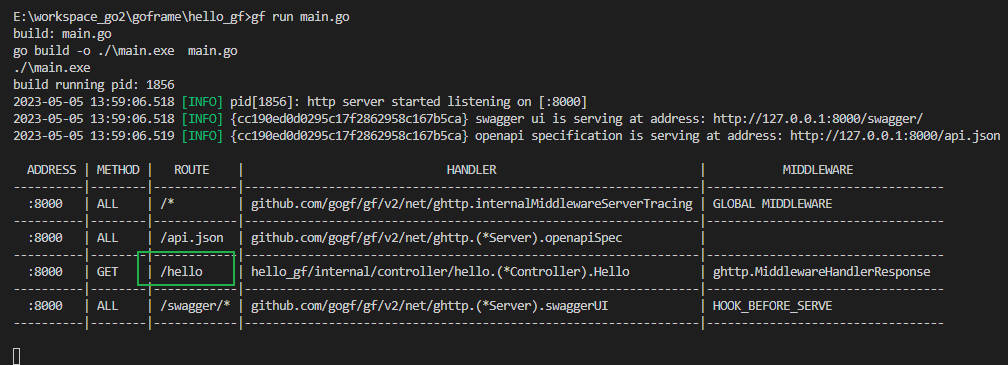 E:\workspace_go2\goframe\hello_gf>gf run main.go
build: main.go
go build -o ./\main.exe  main.go
./\main.exe
build running pid: 1856
2023-05-05 13:59:06.518 [INFO] pid[1856]: http server started listening on [:8000]
2023-05-05 13:59:06.518 [INFO] {cc190ed0d0295c17f2862958c167b5ca} swagger ui is serving at address: http://127.0.0.1:8000/swagger/
2023-05-05 13:59:06.519 [INFO] {cc190ed0d0295c17f2862958c167b5ca} openapi specification is serving at address: http://127.0.0.1:8000/api.json
ADDRESS | METHOD | ROUTE | HANDLER | MIDDLEWARE
:8000 | ALL | /* | github.com/gogf/gf/v2/net/ghttp.internalMiddlewareServerTracing | GLOBAL MIDDLEWARE
:8000 | ALL | /api.json | github.com/gogf/gf/v2/net/ghttp.(*Server).openapiSpec |
:8000 | GET | /hello | hello_gf/internal/controller/hello.(*Controller).Hello | ghttp.MiddlewareHandlerResponse
:8000 | ALL | /swagger/* | github.com/gogf/gf/v2/net/ghttp.(*Server).swaggerUI | HOOK_BEFORE_SERVE